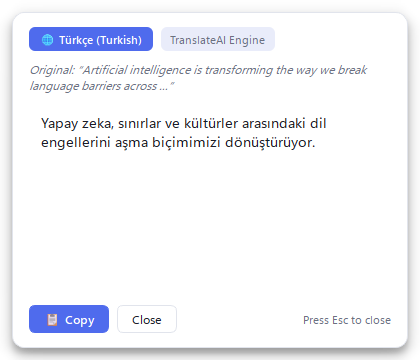 Türkçe (Turkish)
TranslateAI Engine
Original: “Artificial intelligence is transforming the way we break
language barriers across ...”
Yapay zeka, sınırlar ve kültürler arasındaki dil
engellerini aşma biçimimizi dönüştürüyor.
Copy
Close
Press Esc to close